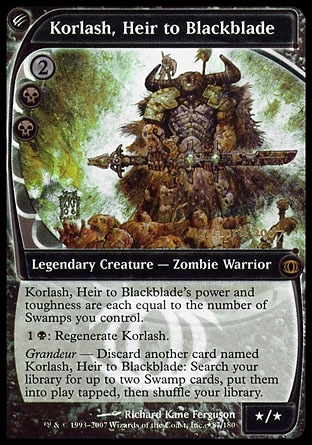 Korlash, Heir to Blackblade
2
Legendary Creature — Zombie Warrior
Korlash, Heir to Blackblade's power and
toughness are each equal to the number of
Swamps you control.
1 : Regenerate Korlash.
Grandeur — Discard another card named
Korlash, Heir to Blackblade: Search your
library for up to two Swamp cards, put them
into play tapped, then shuffle your library.
Richard Kane Ferguson
™ & © 1993–2007 Wizards of the Coast, Inc. 87/180
*/*